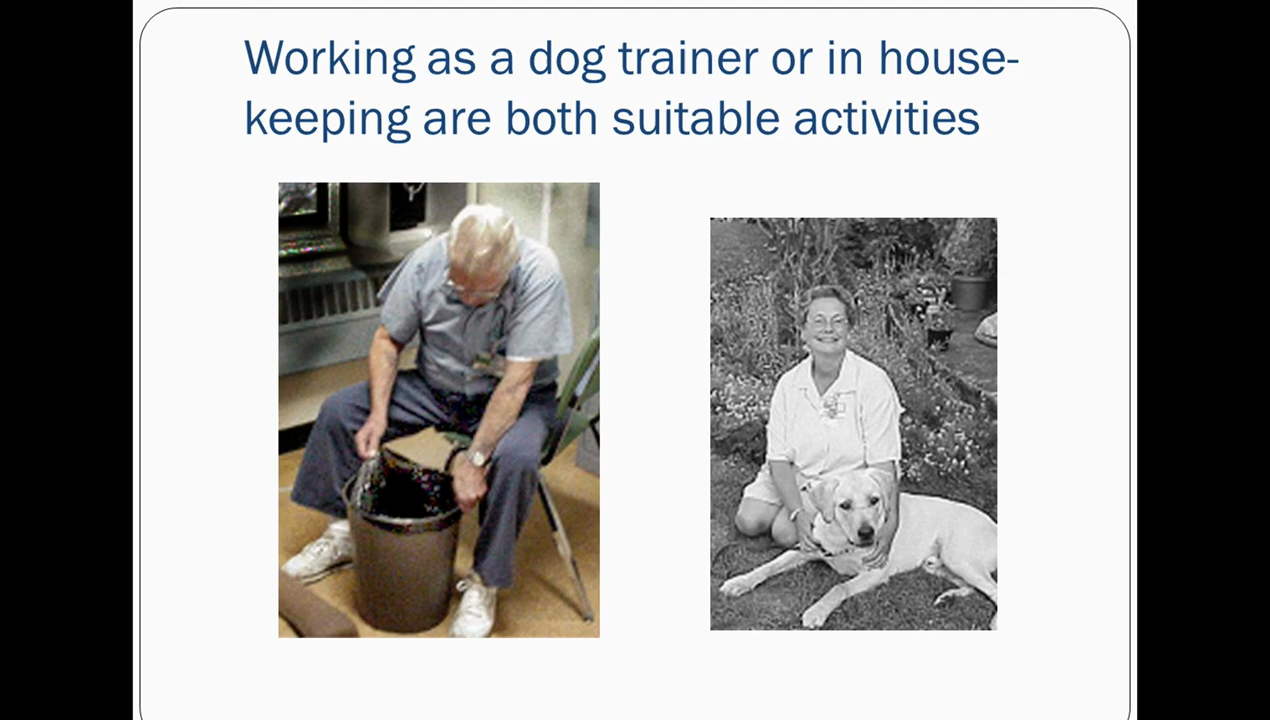 Working as a dog trainer or in house-
keeping are both suitable activities